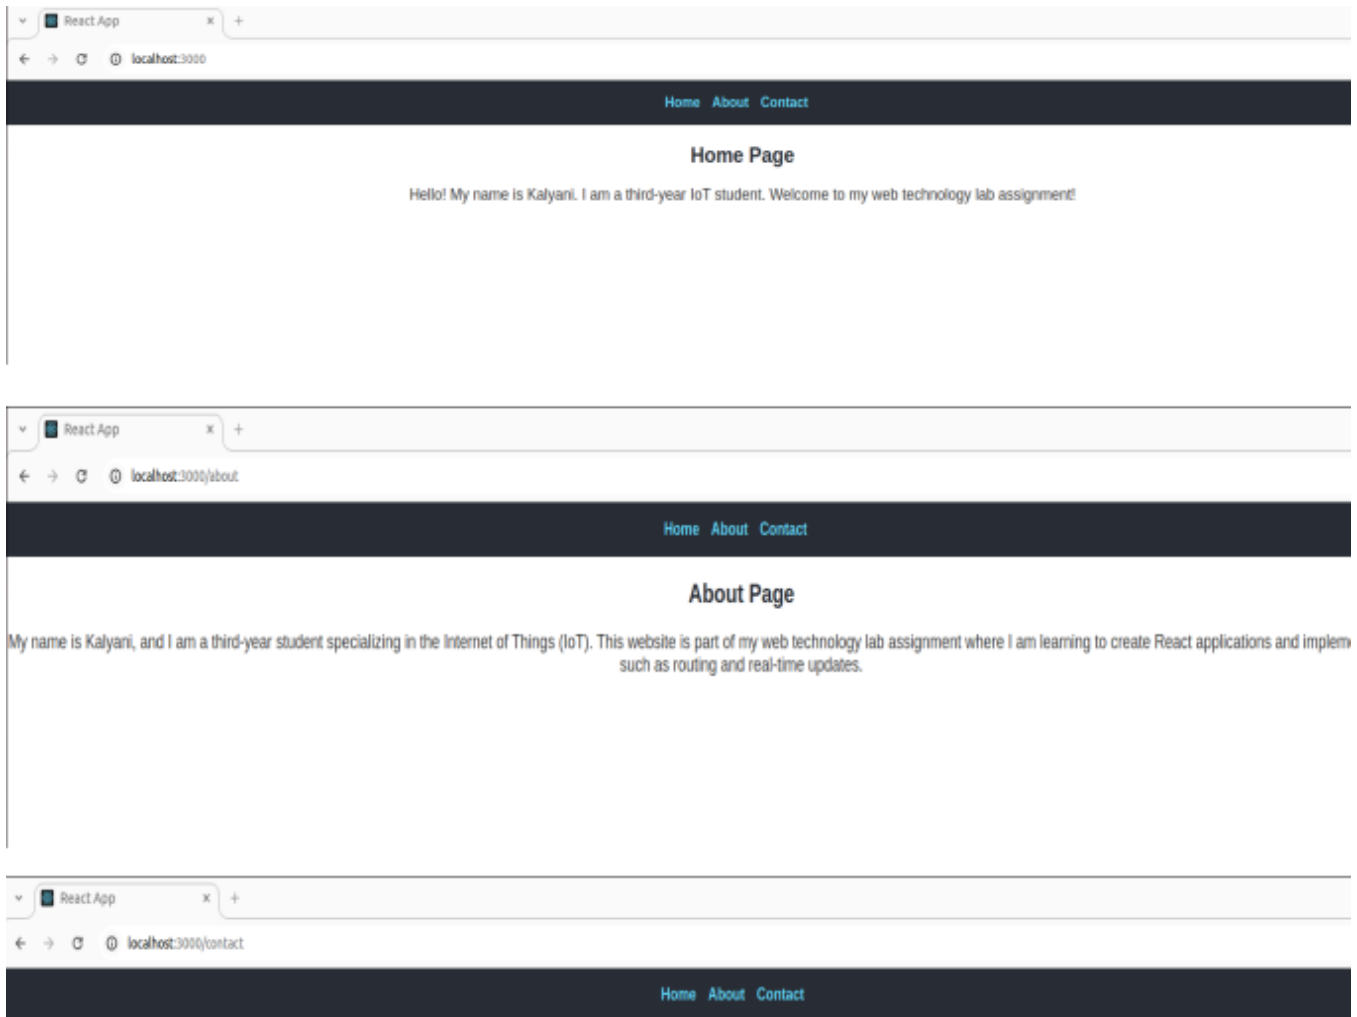 React App
localhost:3000
Home About Contact
Home Page
Hello! My name is Kalyani. I am a third-year IoT student. Welcome to my web technology lab assignment!
React App
localhost:3000/about
Home About Contact
About Page
My name is Kalyani, and I am a third-year student specializing in the Internet of Things (IoT). This website is part of my web technology lab assignment where I am learning to create React applications and
such as routing and real-time updates.
React App
localhost:3000/contact
Home About Contact